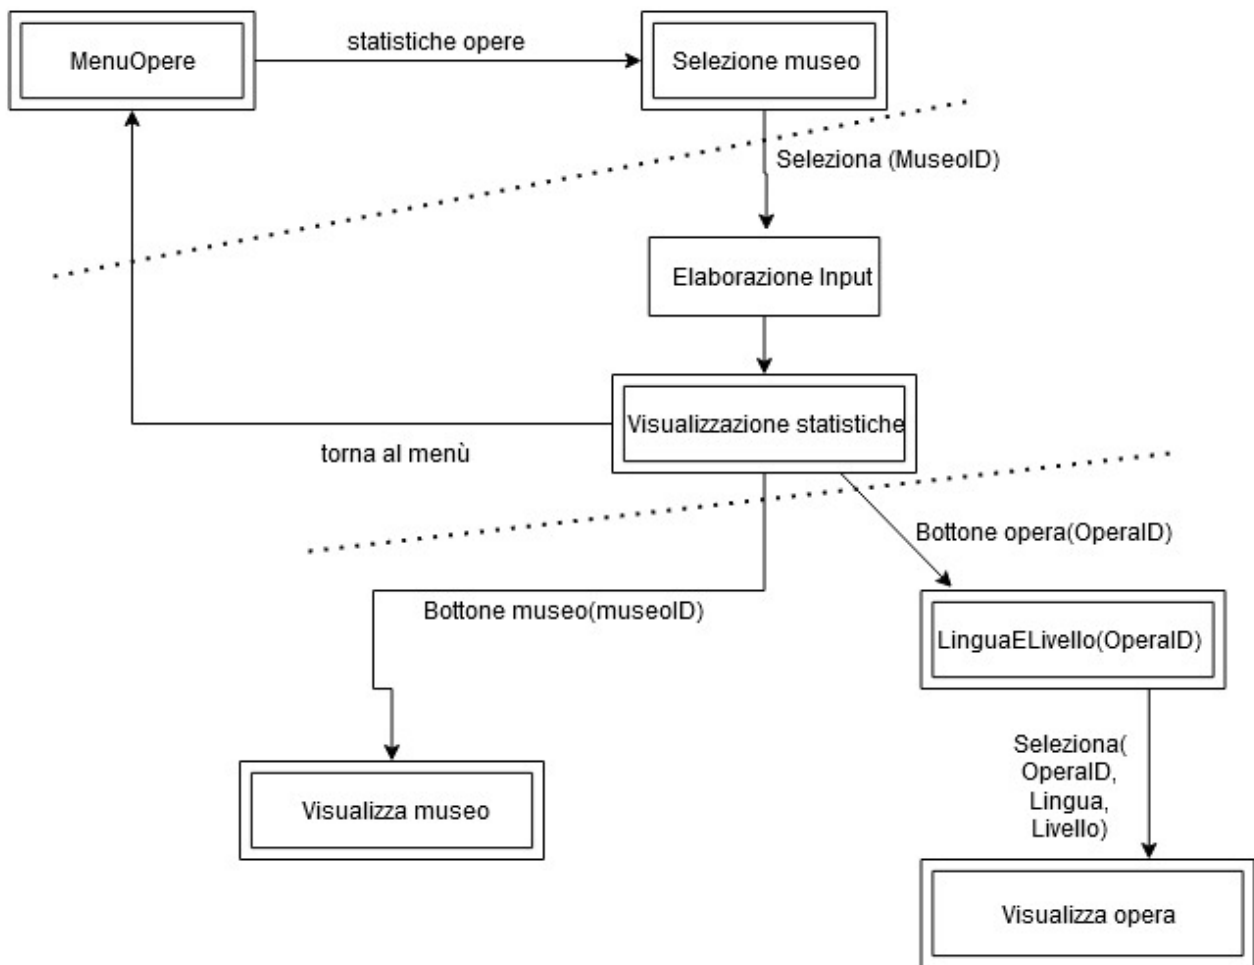 MenuOpere
statistiche opere
Selezione museo
Seleziona (MuseoID)
Elaborazione Input
Visualizzazione statistiche
torna al menù
Bottone opera(OperaID)
Bottone museo(museoID)
LinguaELivello(OperaID)
Seleziona(
OperaID,
Lingua,
Livello)
Visualizza museo
Visualizza opera